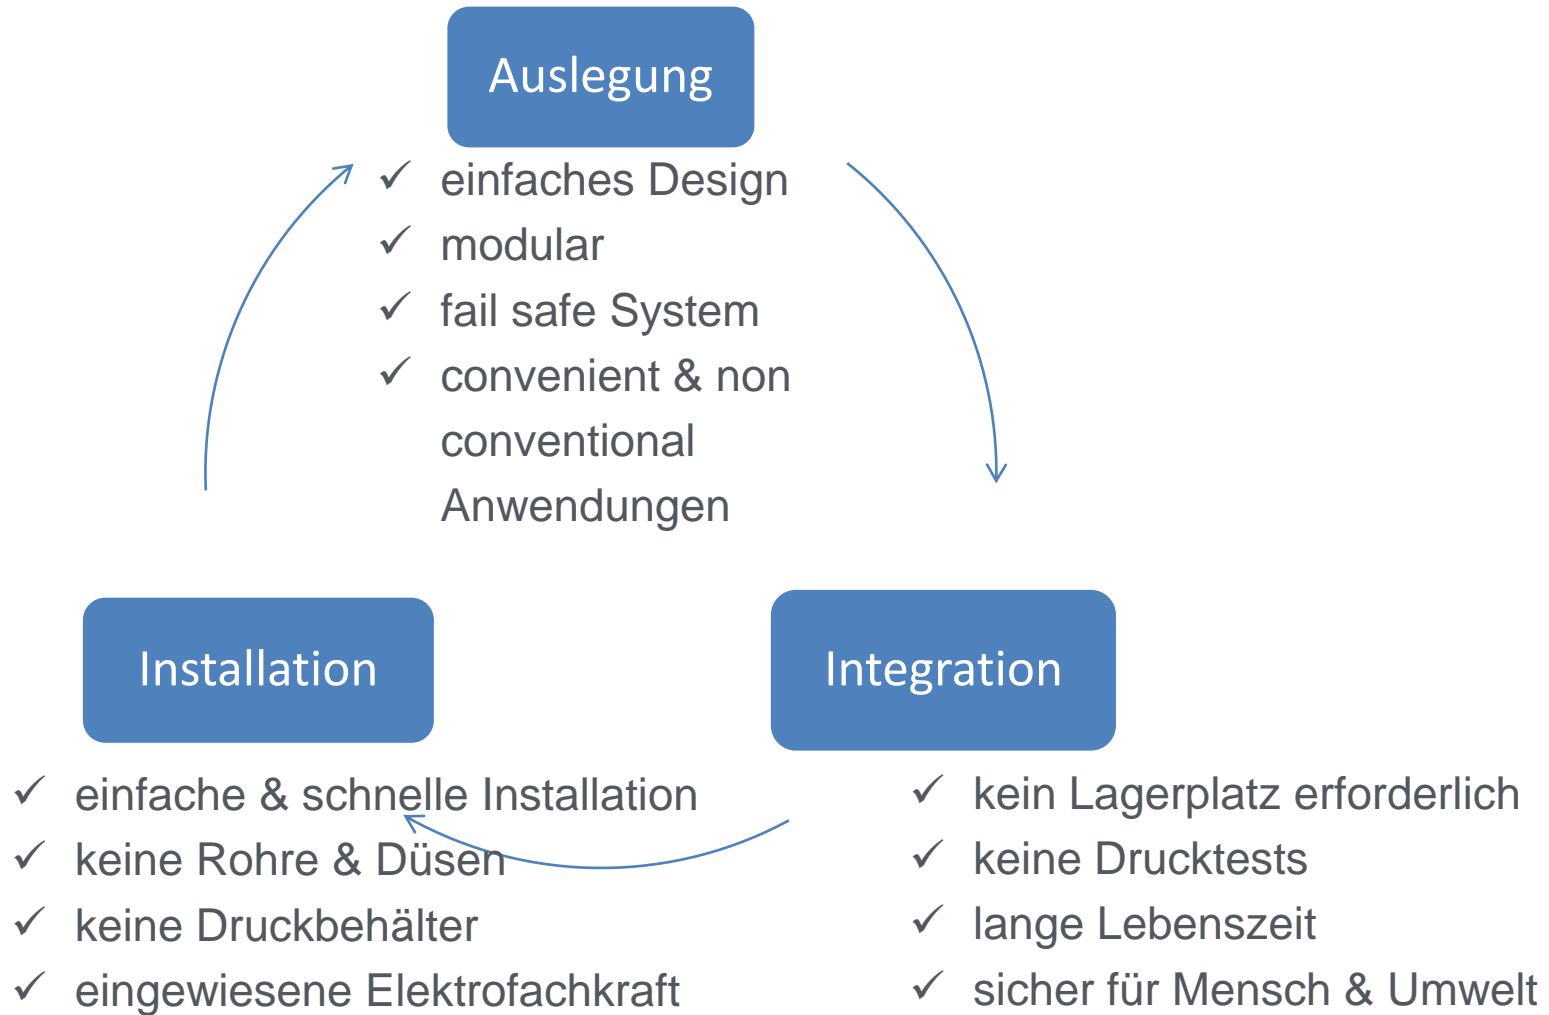 Auslegung
✓ einfaches Design
✓ modular
✓ fail safe System
✓ convenient & non
conventional
Anwendungen
Installation
✓ einfache & schnelle Installation
✓ keine Rohre & Düsen
✓ keine Druckbehälter
✓ eingewiesene Elektrofachkraft
Integration
✓ kein Lagerplatz erforderlich
✓ keine Drucktests
✓ lange Lebenszeit
✓ sicher für Mensch & Umwelt